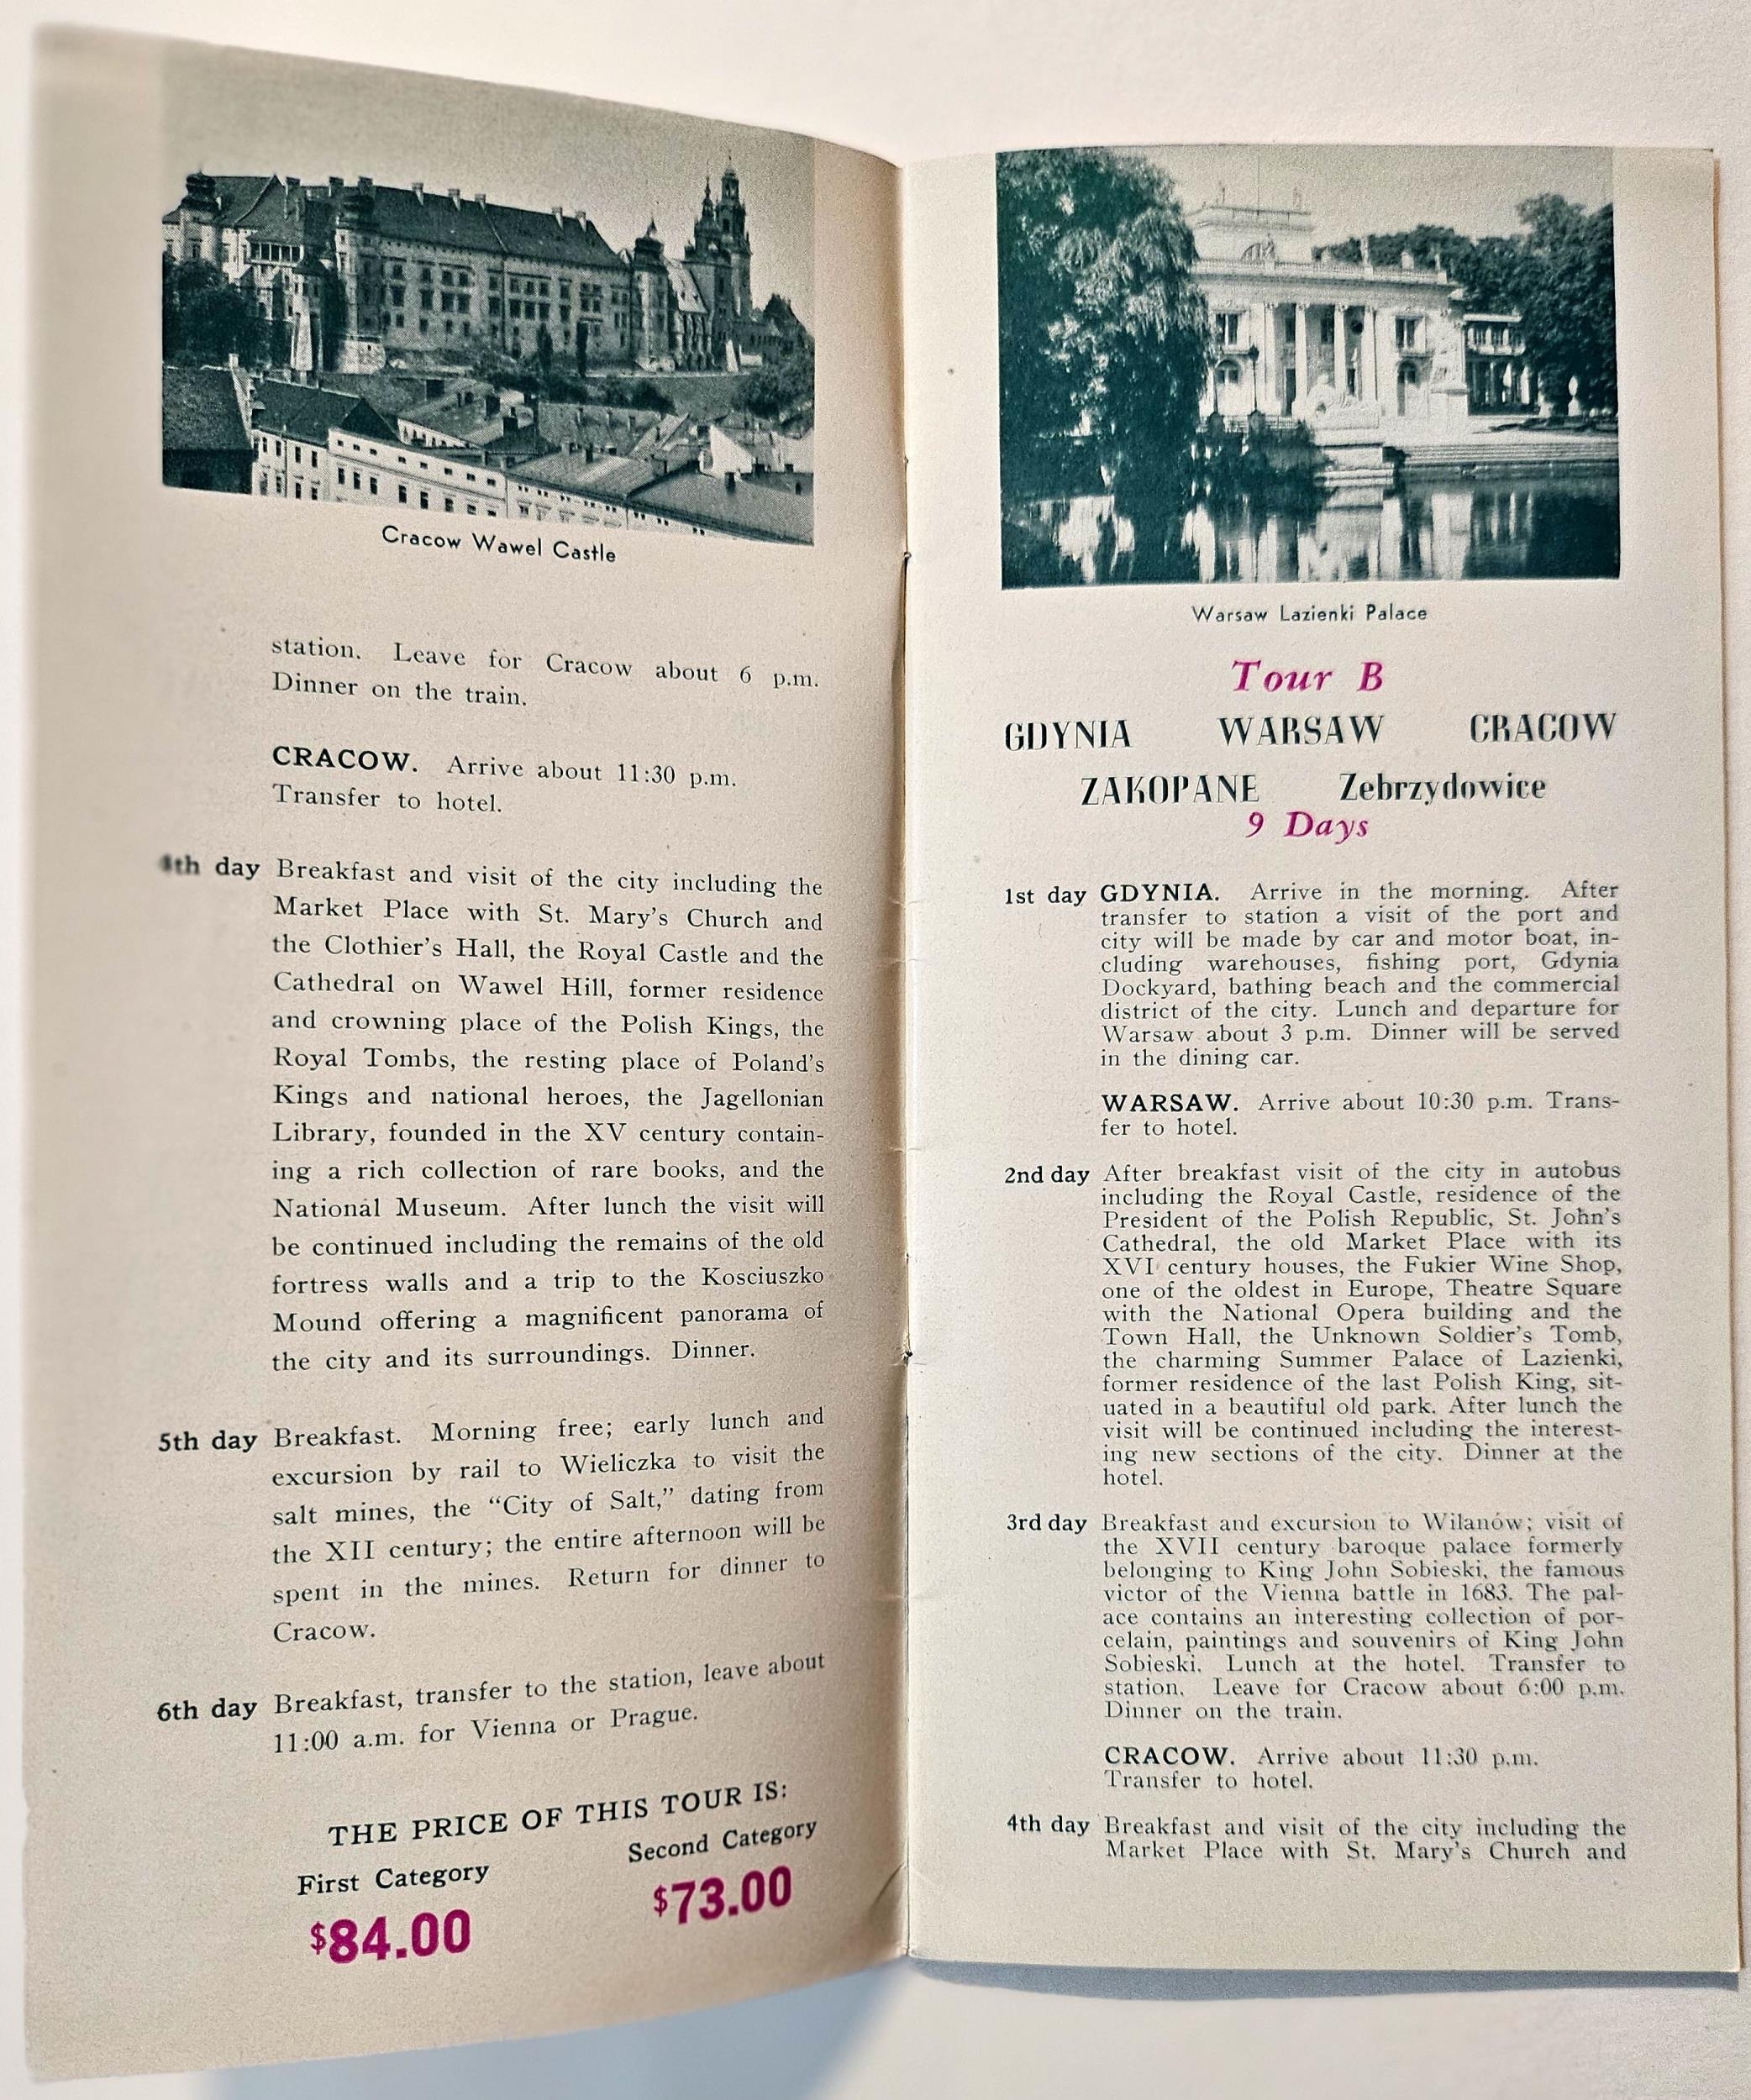 Cracow Wawel Castle
station. Leave for Cracow about 6 p.m.
Dinner on the train.
CRACOW. Arrive about 11:30 p.m.
Transfer to hotel.
4th day Breakfast and visit of the city including the
Market Place with St. Mary's Church and
the Clothier's Hall, the Royal Castle and the
Cathedral on Wawel Hill, former residence
and crowning place of the Polish Kings, the
Royal Tombs, the resting place of Poland's
Kings and national heroes, the Jagellonian
Library, founded in the XV century contain-
ing a rich collection of rare books, and the
National Museum. After lunch the visit will
be continued including the remains of the old
fortress walls and a trip to the Kosciuszko
Mound offering a magnificent panorama of
the city and its surroundings. Dinner.
5th day Breakfast. Morning free; early lunch and
excursion by rail to Wieliczka to visit the
salt mines, the "City of Salt," dating from
the XII century; the entire afternoon will be
spent in the mines. Return for dinner to
Cracow.
6th day Breakfast, transfer to the station, leave about
11:00 a.m. for Vienna or Prague.
THE PRICE OF THIS TOUR IS:
First Category Second Category
$84.00 $73.00
Warsaw Lazienki Palace
Tour B
GDYNIA WARSAW CRACOW
ZAKOPANE Zebrzydowice
9 Days
1st day GDYNIA. Arrive in the morning. After
transfer to station a visit of the port and
city will be made by car and motor boat, in-
cluding warehouses, fishing port, Gdynia
Dockyard, bathing beach and the commercial
district of the city. Lunch and departure for
Warsaw about 3 p.m. Dinner will be served
in the dining car.
WARSAW. Arrive about 10:30 p.m. Trans-
fer to hotel.
2nd day After breakfast visit of the city in autobus
including the Royal Castle, residence of the
President of the Polish Republic, St. John's
Cathedral, the old Market Place with its
XVI century houses, the Fukier Wine Shop,
one of the oldest in Europe, Theatre Square
with the National Opera building and the
Town Hall, the Unknown Soldier's Tomb,
the charming Summer Palace of Lazienki,
former residence of the last Polish King, sit-
uated in a beautiful old park. After lunch the
visit will be continued including the interest-
ing new sections of the city. Dinner at the
hotel.
3rd day Breakfast and excursion to Wilanów; visit of
the XVII century baroque palace formerly
belonging to King John Sobieski, the famous
victor of the Vienna battle in 1683. The pal-
ace contains an interesting collection of por-
celain, paintings and souvenirs of King John
Sobieski. Lunch at the hotel. Transfer to
station. Leave for Cracow about 6:00 p.m.
Dinner on the train.
CRACOW. Arrive about 11:30 p.m.
Transfer to hotel.
4th day Breakfast and visit of the city including the
Market Place with St. Mary's Church and